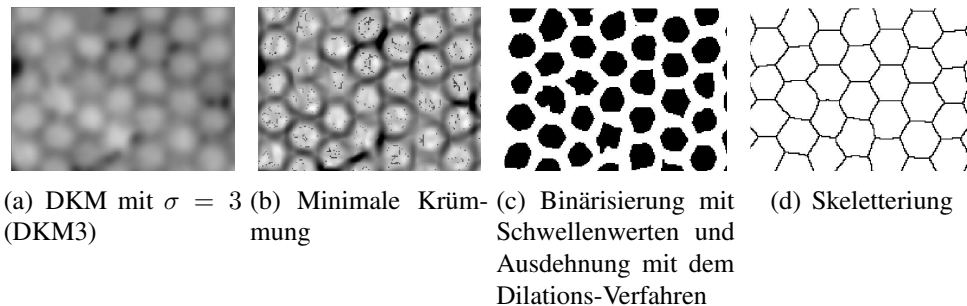 (a) DKM mit σ = 3
(DKM3)
(b) Minimale Krüm-
mung
(c) Binärisierung mit
Schwellenwerten und
Ausdehnung mit dem
Dilations-Verfahren
(d) Skeletteriung